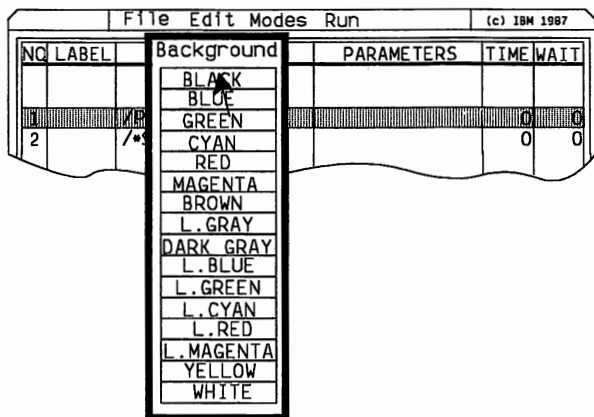 File Edit Modes Run (c) IBM 1987
NO LABEL PARAMETERS TIME WAIT
Background
BLACK
BLUE
GREEN
CYAN
RED
MAGENTA
BROWN
L.GRAY
DARK GRAY
L.BLUE
L.GREEN
L.CYAN
L.RED
L.MAGENTA
YELLOW
WHITE
1 /P 0 0
2 /*S 0 0